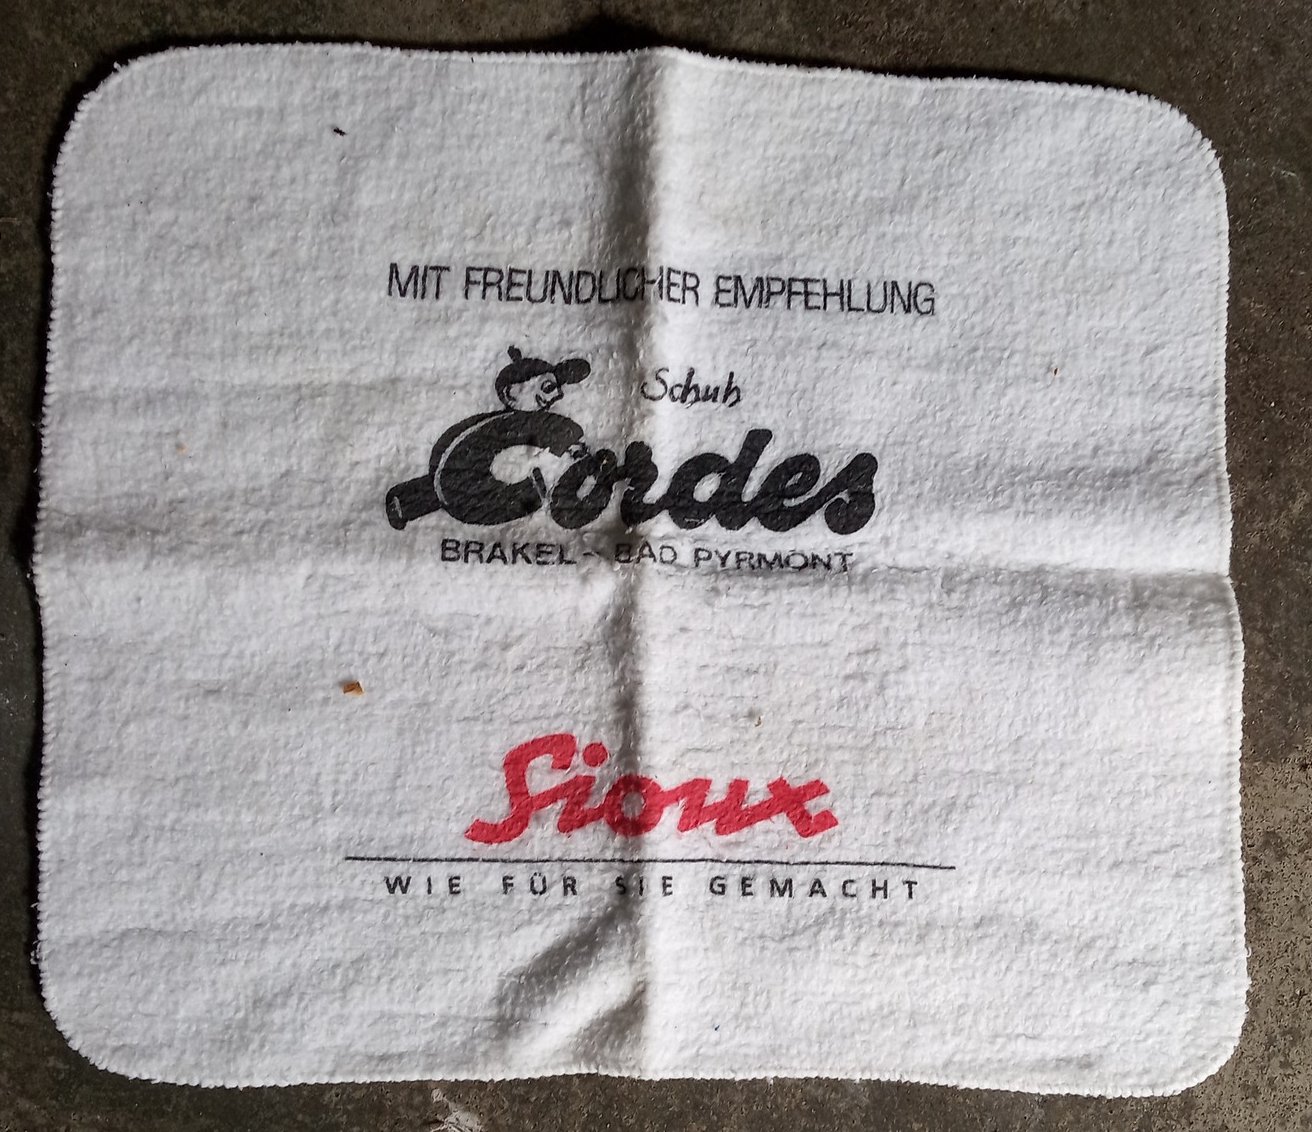 MIT FREUNDLICHER EMPFEHLUNG
Schuh
Cordes
BRAKEL - BAD PYRMONT
Sioux
WIE FÜR SIE GEMACHT